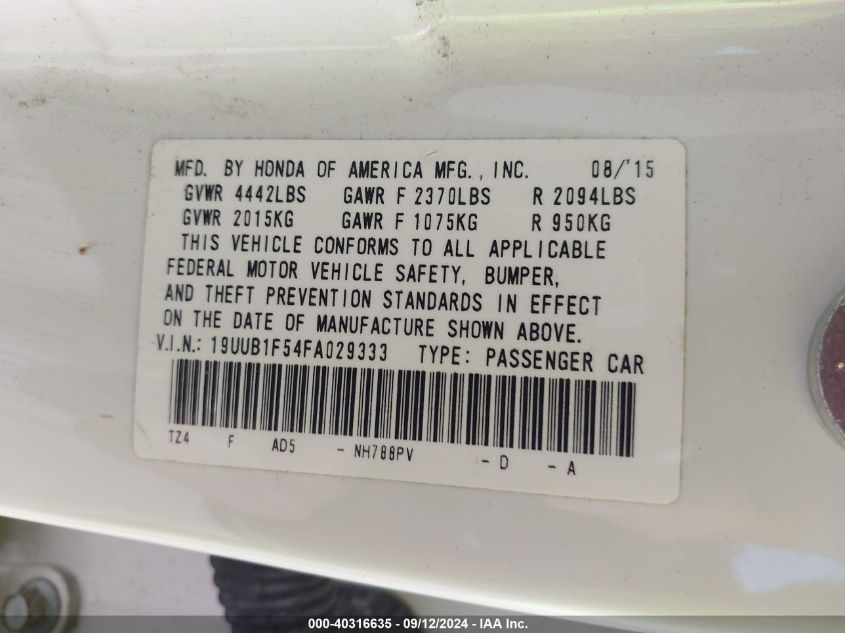 MFD. BY HONDA OF AMERICA MFG., INC. 08/'15
GVWR 4442LBS GAWR F 2370LBS R 2094LBS
GVWR 2015KG GAWR F 1075KG R 950KG
THIS VEHICLE CONFORMS TO ALL APPLICABLE
FEDERAL MOTOR VEHICLE SAFETY, BUMPER,
AND THEFT PREVENTION STANDARDS IN EFFECT
ON THE DATE OF MANUFACTURE SHOWN ABOVE.
V.I.N.: 19UUB1F54FA029333 TYPE: PASSENGER CAR
TZ4 F AD5 - NH788PV - D - A
000-40316635 - 09/12/2024 - IAA Inc.